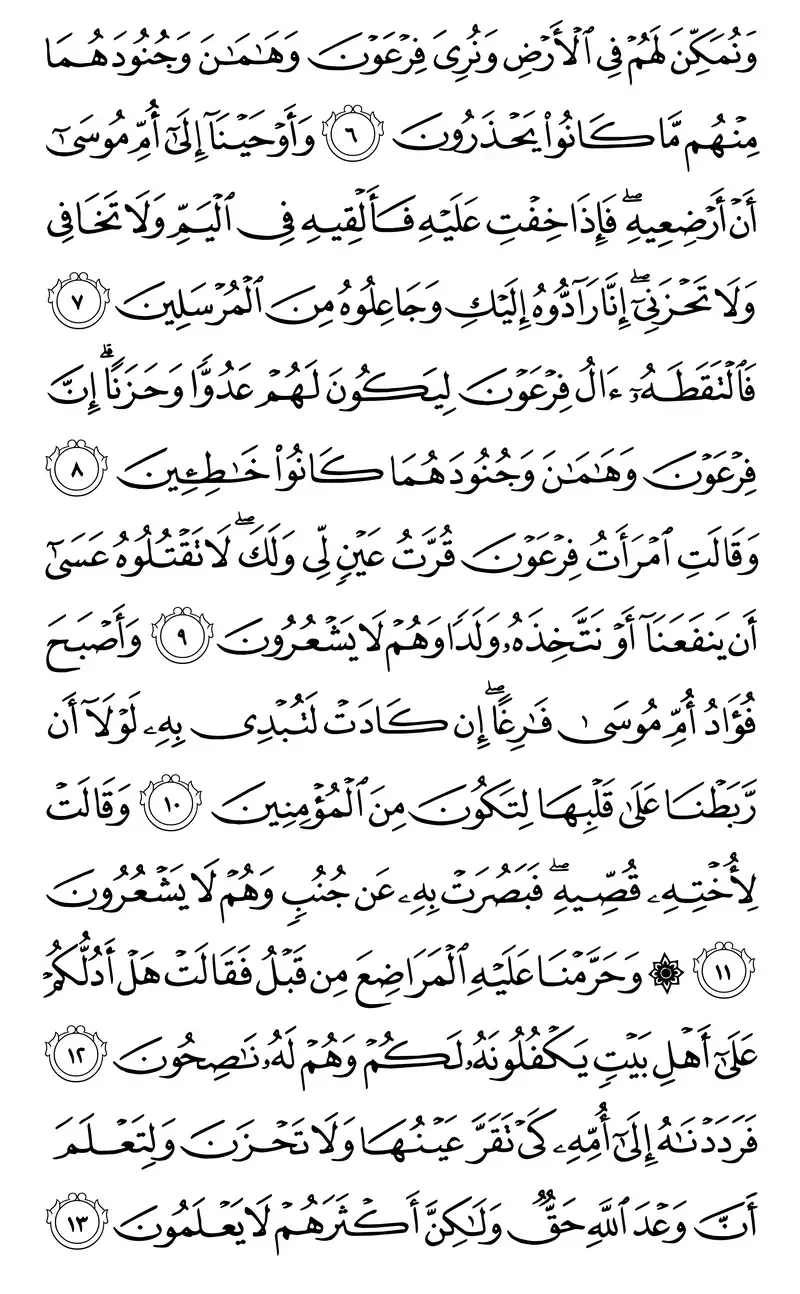 وَنُمَكِّنَ لَهُمْ فِي ٱلْأَرْضِ وَنُرِيَ فِرْعَوْنَ وَهَٰمَٰنَ وَجُنُودَهُمَا
مِنْهُم مَّا كَانُوا۟ يَحْذَرُونَ ٦ وَأَوْحَيْنَآ إِلَىٰٓ أُمِّ مُوسَىٰٓ
أَنْ أَرْضِعِيهِ ۖ فَإِذَا خِفْتِ عَلَيْهِ فَأَلْقِيهِ فِي ٱلْيَمِّ وَلَا تَخَافِي
وَلَا تَحْزَنِيٓ ۖ إِنَّا رَآدُّوهُ إِلَيْكِ وَجَاعِلُوهُ مِنَ ٱلْمُرْسَلِينَ ٧
فَٱلْتَقَطَهُۥٓ ءَالُ فِرْعَوْنَ لِيَكُونَ لَهُمْ عَدُوًّا وَحَزَنًا ۗ إِنَّ
فِرْعَوْنَ وَهَٰمَٰنَ وَجُنُودَهُمَا كَانُوا۟ خَٰطِـِٔينَ ٨
وَقَالَتِ ٱمْرَأَتُ فِرْعَوْنَ قُرَّتُ عَيْنٍ لِّي وَلَكَ ۖ لَا تَقْتُلُوهُ عَسَىٰٓ
أَن يَنفَعَنَآ أَوْ نَتَّخِذَهُۥ وَلَدًا وَهُمْ لَا يَشْعُرُونَ ٩ وَأَصْبَحَ
فُؤَادُ أُمِّ مُوسَىٰ فَٰرِغًا ۖ إِن كَادَتْ لَتُبْدِي بِهِۦ لَوْلَآ أَن
رَّبَطْنَا عَلَىٰ قَلْبِهَا لِتَكُونَ مِنَ ٱلْمُؤْمِنِينَ ١٠ وَقَالَتْ
لِأُخْتِهِۦ قُصِّيهِ ۖ فَبَصُرَتْ بِهِۦ عَن جُنُبٍ وَهُمْ لَا يَشْعُرُونَ
١١ ۞ وَحَرَّمْنَا عَلَيْهِ ٱلْمَرَاضِعَ مِن قَبْلُ فَقَالَتْ هَلْ أَدُلُّكُمْ
عَلَىٰٓ أَهْلِ بَيْتٍ يَكْفُلُونَهُۥ لَكُمْ وَهُمْ لَهُۥ نَٰصِحُونَ ١٢
فَرَدَدْنَٰهُ إِلَىٰٓ أُمِّهِۦ كَيْ تَقَرَّ عَيْنُهَا وَلَا تَحْزَنَ وَلِتَعْلَمَ
أَنَّ وَعْدَ ٱللَّهِ حَقٌّ وَلَٰكِنَّ أَكْثَرَهُمْ لَا يَعْلَمُونَ ١٣